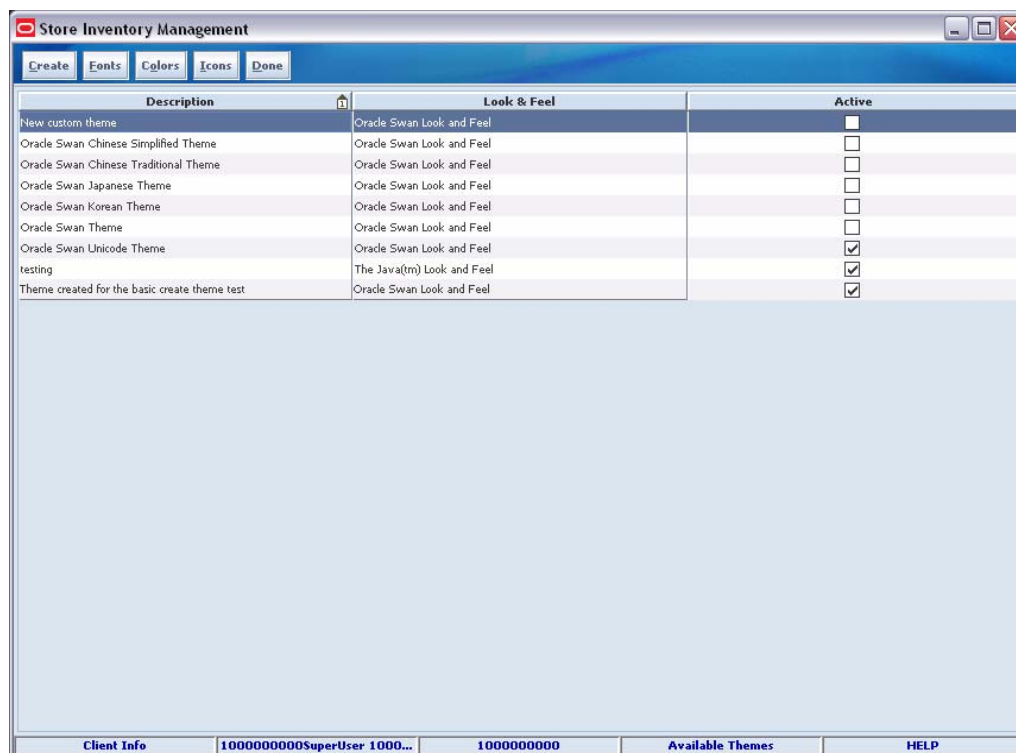 Store Inventory Management
Create Fonts Colors Icons Done
Description 1 Look & Feel Active
New custom theme Oracle Swan Look and Feel
Oracle Swan Chinese Simplified Theme Oracle Swan Look and Feel
Oracle Swan Chinese Traditional Theme Oracle Swan Look and Feel
Oracle Swan Japanese Theme Oracle Swan Look and Feel
Oracle Swan Korean Theme Oracle Swan Look and Feel
Oracle Swan Theme Oracle Swan Look and Feel
Oracle Swan Unicode Theme Oracle Swan Look and Feel
testing The Java(tm) Look and Feel
Theme created for the basic create theme test Oracle Swan Look and Feel
Client Info 1000000000SuperUser 1000... 1000000000 Available Themes HELP